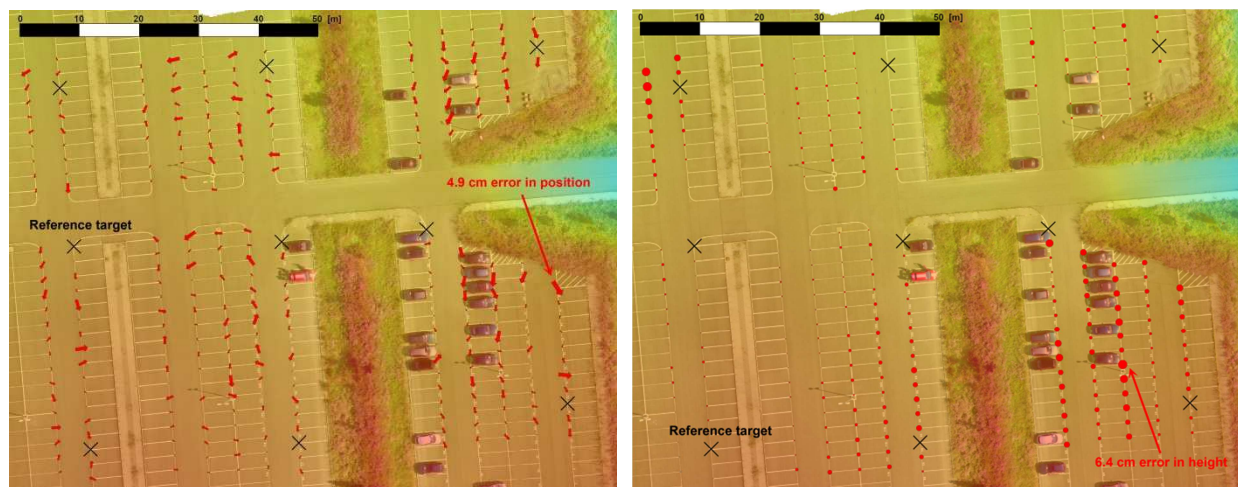 0 10 20 30 40 50 [m]
4.9 cm error in position
Reference target
0 10 20 30 40 50 [m]
Reference target
6.4 cm error in height